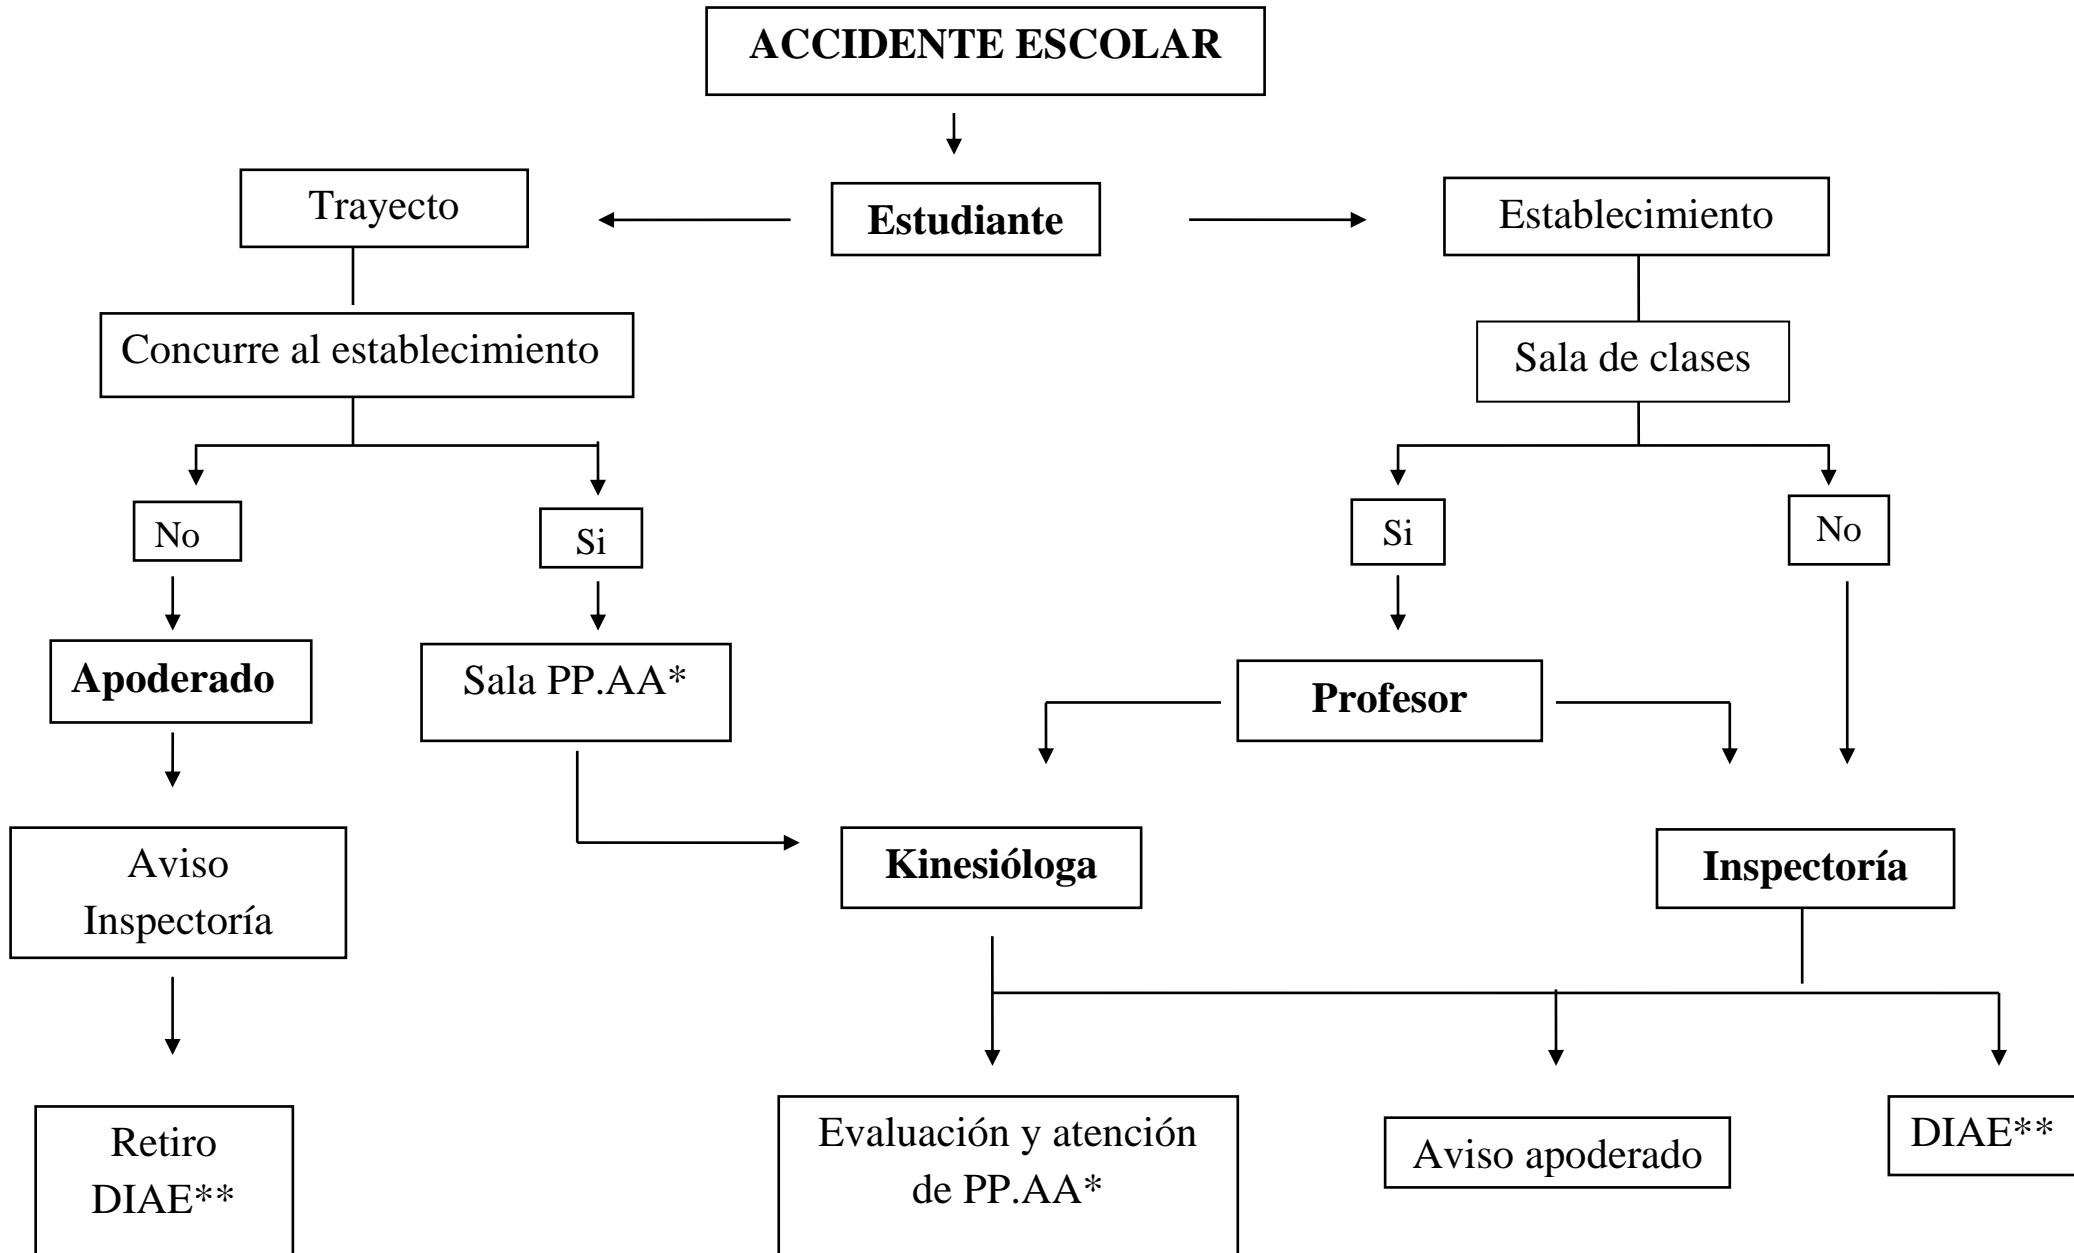 ACCIDENTE ESCOLAR
Trayecto
Estudiante
Establecimiento
Concurre al establecimiento
Sala de clases
No
Si
Si
No
Apoderado
Sala PP.AA*
Profesor
Aviso
Inspectoría
Kinesióloga
Inspectoría
Retiro
DIAE**
Evaluación y atención
de PP.AA*
Aviso apoderado
DIAE**